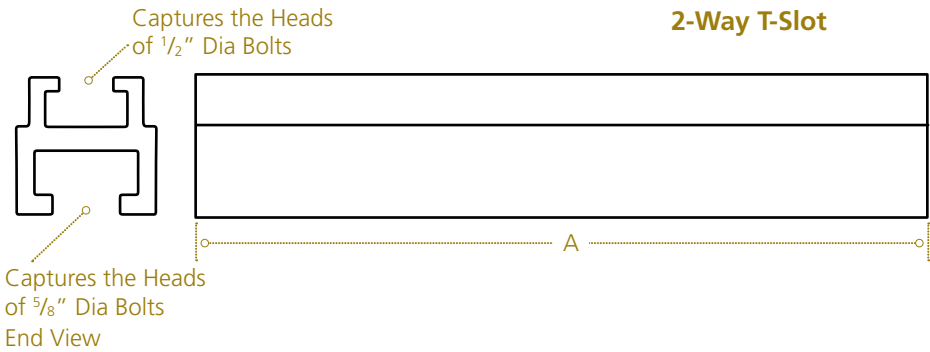 Captures the Heads
of 1/2” Dia Bolts
2-Way T-Slot
A
Captures the Heads
of 5/8” Dia Bolts
End View